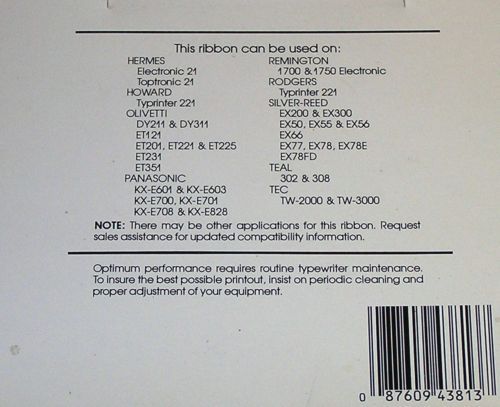 This ribbon can be used on:
HERMES
Electronic 21
Toptronic 21
HOWARD
Typrinter 221
OLIVETTI
DY211 & DY311
ET121
ET201, ET221 & ET225
ET231
ET351
PANASONIC
KX-E601 & KX-E603
KX-E700, KX-E701
KX-E708 & KX-E828
REMINGTON
1700 & 1750 Electronic
RODGERS
Typrinter 221
SILVER-REED
EX200 & EX300
EX50, EX55 & EX56
EX66
EX77, EX78, EX78E
EX78FD
TEAL
302 & 308
TEC
TW-2000 & TW-3000
NOTE: There may be other applications for this ribbon. Request
sales assistance for updated compatibility information.
Optimum performance requires routine typewriter maintenance.
To insure the best possible printout, insist on periodic cleaning and
proper adjustment of your equipment.
0 87609 43813